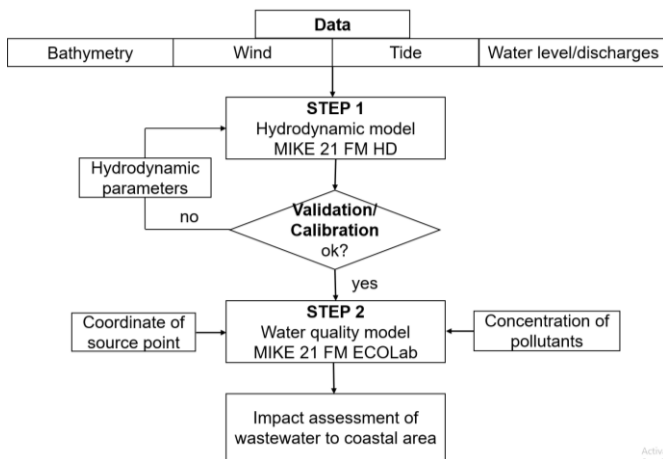 Data
Bathymetry Wind Tide Water level/discharges
STEP 1
Hydrodynamic model
MIKE 21 FM HD
Hydrodynamic
parameters
no
Validation/
Calibration
ok?
yes
STEP 2
Water quality model
MIKE 21 FM ECOLab
Coordinate of
source point
Concentration of
pollutants
Impact assessment of
wastewater to coastal area
Activ